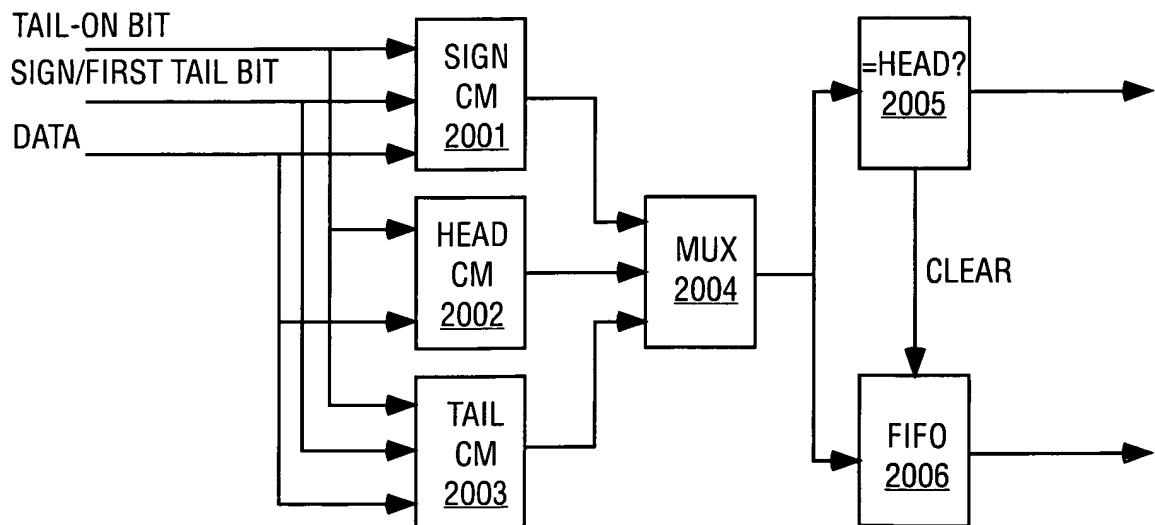 TAIL-ON BIT
SIGN/FIRST TAIL BIT
DATA
SIGN
CM
2001
HEAD
CM
2002
TAIL
CM
2003
MUX
2004
=HEAD?
2005
CLEAR
FIFO
2006